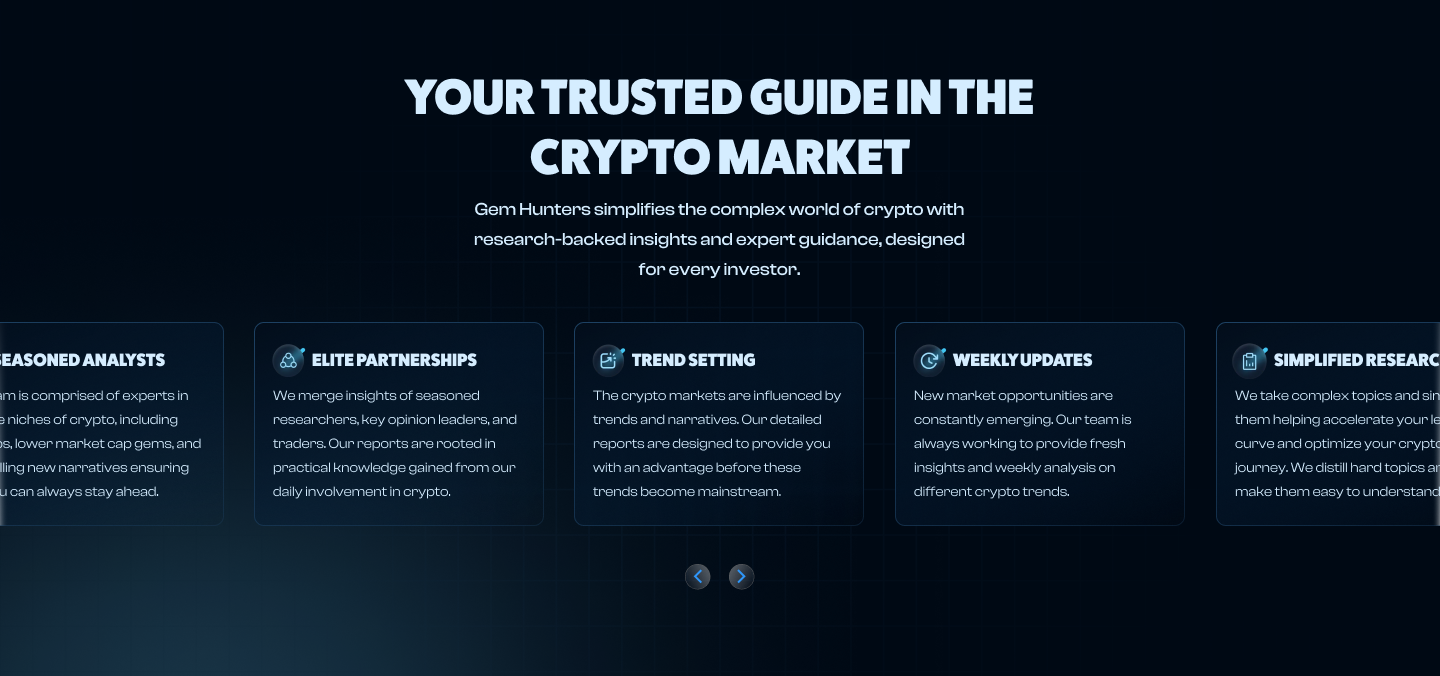 YOUR TRUSTED GUIDE IN THE
CRYPTO MARKET
Gem Hunters simplifies the complex world of crypto with
research-backed insights and expert guidance, designed
for every investor.
SEASONED ANALYSTS
is comprised of experts in
niches of crypto, including
lower market cap gems, and
new narratives ensuring
can always stay ahead.
ELITE PARTNERSHIPS
We merge insights of seasoned
researchers, key opinion leaders, and
traders. Our reports are rooted in
practical knowledge gained from our
daily involvement in crypto.
TREND SETTING
The crypto markets are influenced by
trends and narratives. Our detailed
reports are designed to provide you
with an advantage before these
trends become mainstream.
WEEKLY UPDATES
New market opportunities are
constantly emerging. Our team is
always working to provide fresh
insights and weekly analysis on
different crypto trends.
SIMPLIFIED
We take complex topics and
them helping accelerate your
curve and optimize your crypto
journey. We distill hard topics
make them easy to understand